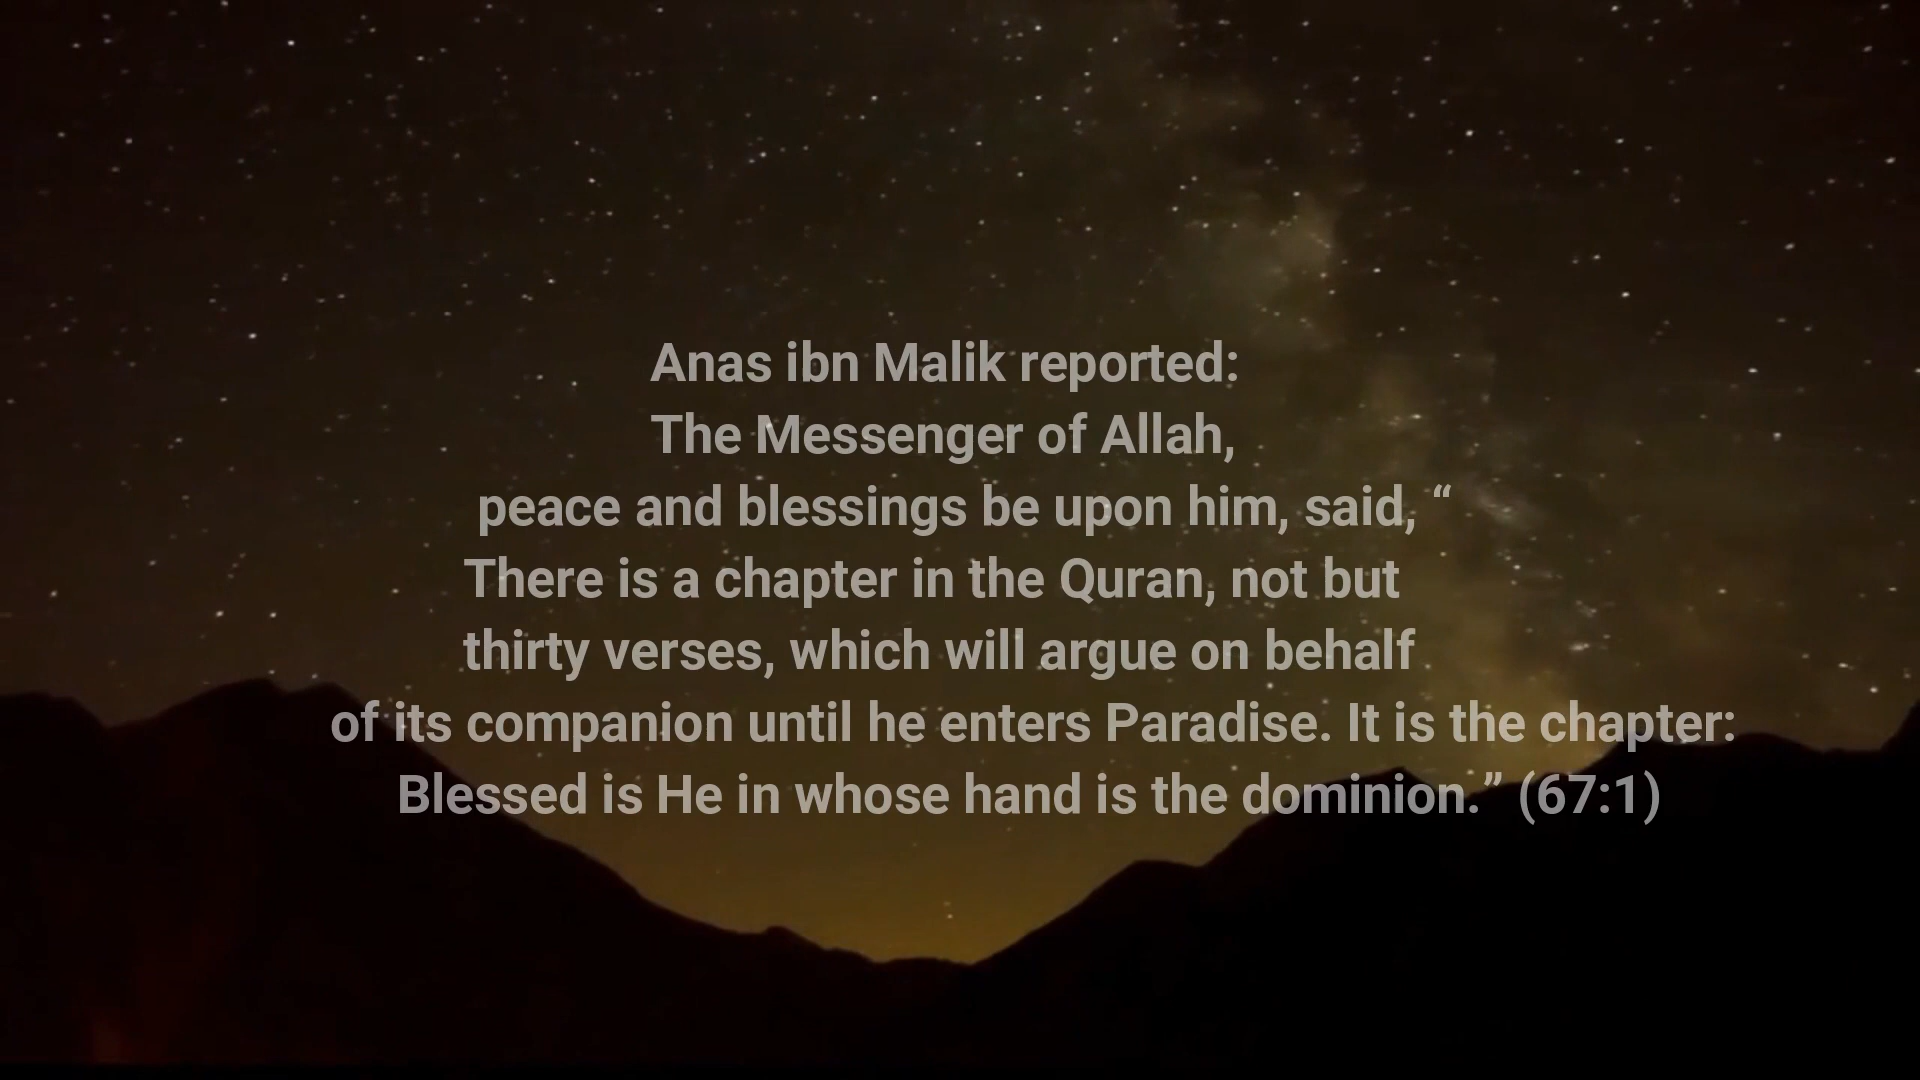 Anas ibn Malik reported:
The Messenger of Allah,
peace and blessings be upon him, said, “
There is a chapter in the Quran, not but
thirty verses, which will argue on behalf
of its companion until he enters Paradise. It is the chapter:
Blessed is He in whose hand is the dominion.” (67:1)